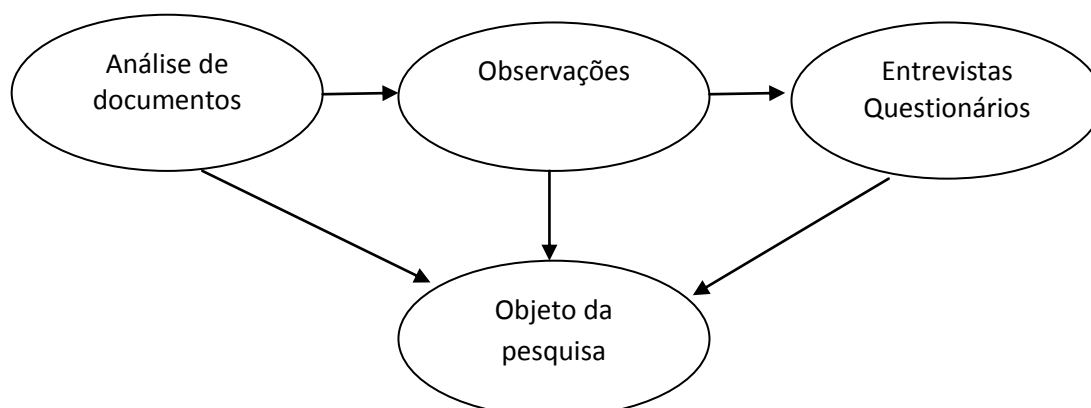 Análise de
documentos
Observações
Entrevistas
Questionários
Objeto da
pesquisa